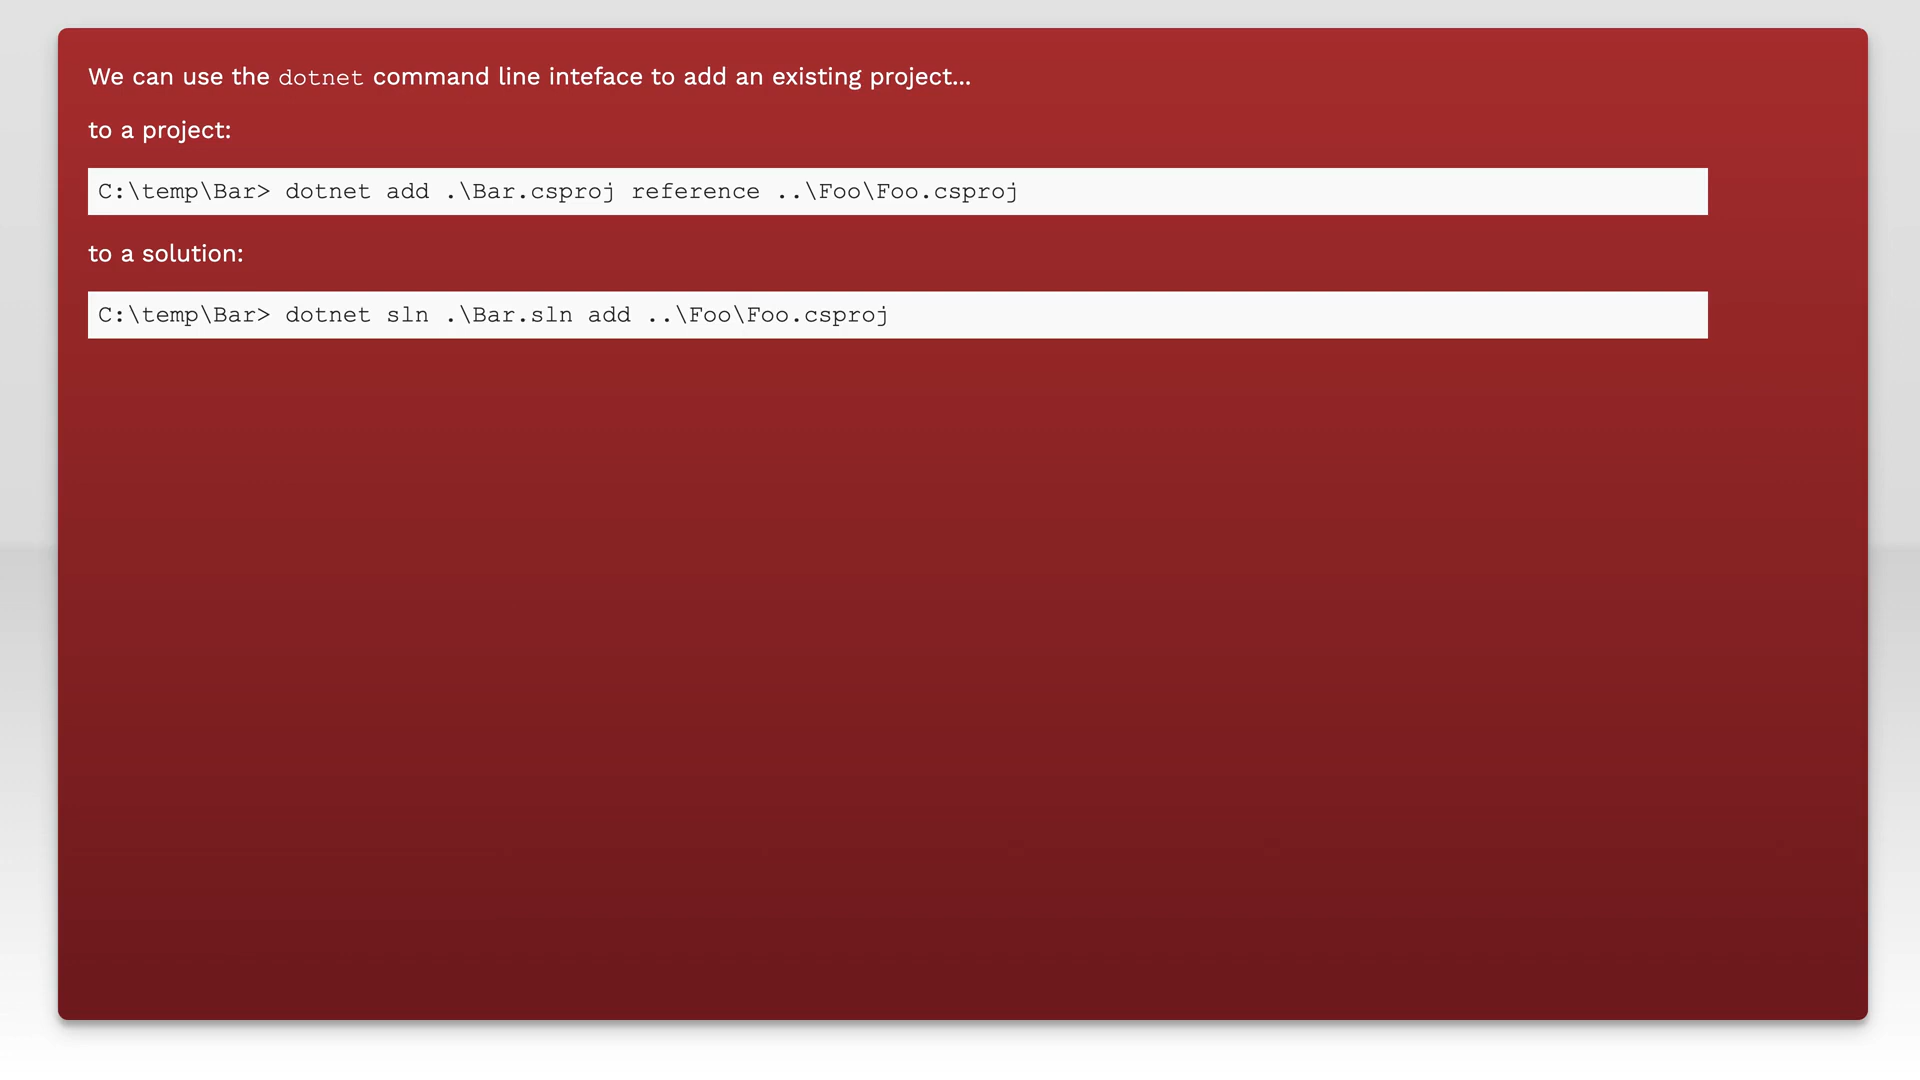 We can use the dotnet command line inteface to add an existing project...
to a project:
C:\temp\Bar> dotnet add .\Bar.csproj reference ..\Foo\Foo.csproj
to a solution:
C:\temp\Bar> dotnet sln .\Bar.sln add ..\Foo\Foo.csproj